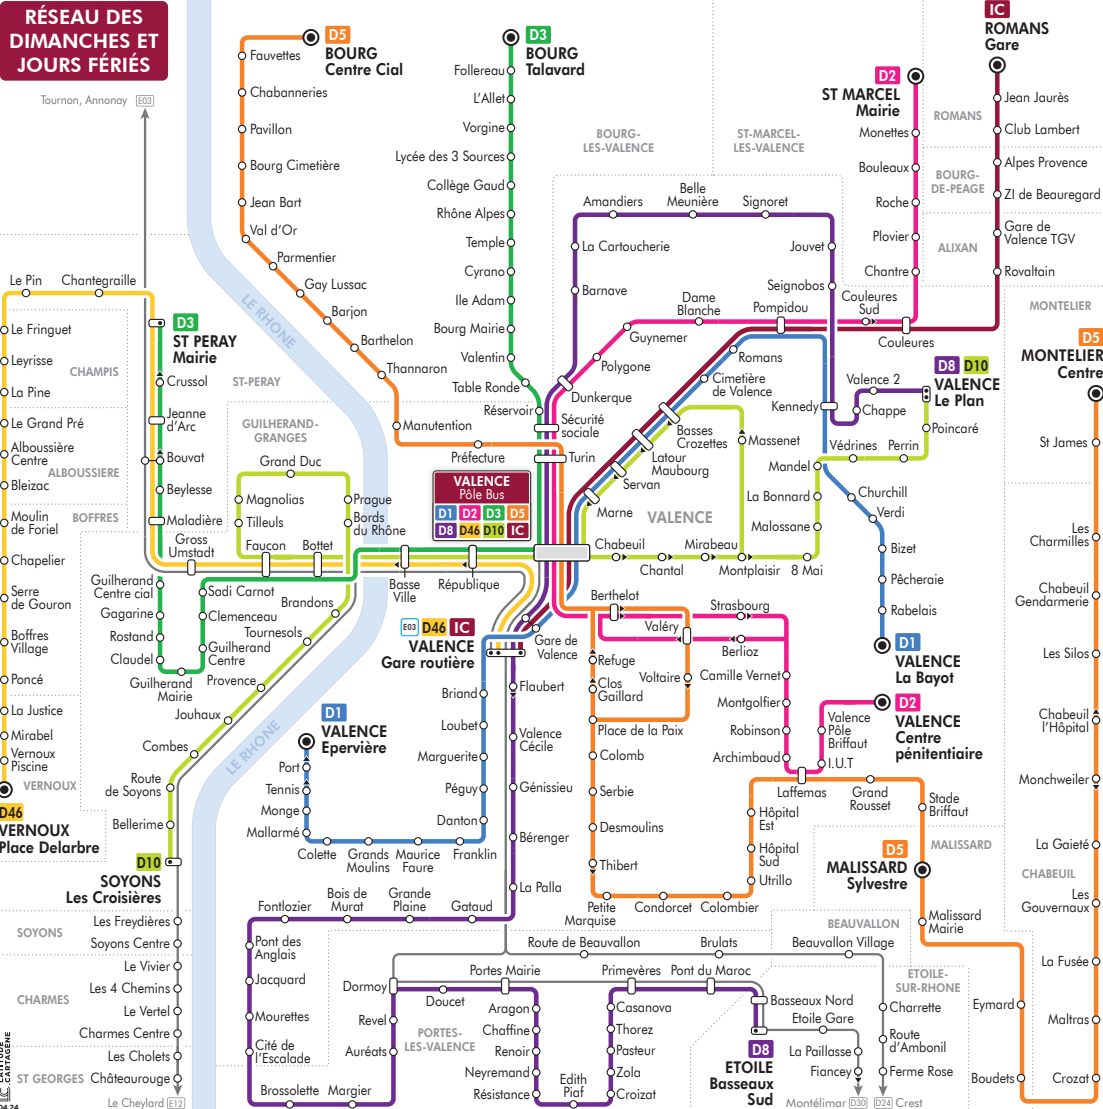 RÉSEAU DES
DIMANCHES ET
JOURS FÉRIÉS
Tournon, Annonay E03
D5
BOURG
Centre Cial
Fauvettes
Chabanneries
Pavillon
Bourg Cimetière
Jean Bart
Val d'Or
Parmentier
Gay Lussac
Barjon
Barthelon
Thannaron
Manutention
Préfecture
LE RHONE
D3
BOURG
Talavard
Follereau
L'Allet
Vorgine
Lycée des 3 Sources
Collège Gaud
Rhône Alpes
Temple
Cyrano
Ile Adam
Bourg Mairie
Valentin
Table Ronde
Réservoir
Sécurité
sociale
Turin
BOURG-
LES-VALENCE
ST-MARCEL-
LES-VALENCE
D2
ST MARCEL
Mairie
Monettes
Bouleaux
Roche
Plovier
Chantre
Couleures
Sud
Couleures
IC
ROMANS
Gare
Jean Jaurès
Club Lambert
Alpes Provence
ZI de Beauregard
Gare de
Valence TGV
Rovaltain
ROMANS
BOURG-
DE-PEAGE
ALIXAN
MONTELIER
Amandiers
Belle
Meunière
Signoret
La Cartoucherie
Barnave
Jouvet
Seignobos
Dame
Blanche
Pompidou
Guynemer
Polygone
Dunkerque
Romans
Cimetière
de Valence
Basses
Crozettes
Latour
Maubourg
Servan
Marne
Kennedy
Valence 2
Chappe
D8 D10
VALENCE
Le Plan
Poincaré
Perrin
Védrines
Mandel
Massenet
La Bonnard
Malossane
8 Mai
Montplaisir
Mirabeau
Chantal
Chabeuil
VALENCE
Churchill
Verdi
Bizet
Pêcheraie
Rabelais
D1
VALENCE
La Bayot
D5
MONTELIER
Centre
St James
Les
Charmilles
Chabeuil
Gendarmerie
Les Silos
Chabeuil
l'Hôpital
Monchweiler
La Gaieté
Les
Gouvernaux
La Fusée
Maltras
Crozat
Boudets
Eymard
CHABEUIL
Le Pin
Chantegraille
Le Fringuet
Leyrisse
La Pine
Le Grand Pré
Alboussière
Centre
Bleizac
Moulin
de Foriel
Chapelier
Serre
de Gouron
Boffres
Village
Poncé
La Justice
Mirabel
Vernoux
Piscine
VERNOUX
D46
VERNOUX
Place Delarbre
CHAMPIS
ALBOUSSIERE
BOFFRES
D3
ST PERAY
Mairie
Crussol
Jeanne
d'Arc
Bouvat
Beylesse
Maladière
Gross
Umstadt
ST-PERAY
GUILHERAND-
GRANGES
Grand Duc
Magnolias
Tilleuls
Faucon
Bottet
Prague
Bords
du Rhône
Guilherand
Centre cial
Gagarine
Rostand
Claudel
Guilherand
Mairie
Sadi Carnot
Clemenceau
Guilherand
Centre
Brandons
Tournesols
Provence
Jouhaux
Combes
Route
de Soyons
Bellerime
D10
SOYONS
Les Croisières
Les Freydières
Soyons Centre
Le Vivier
Les 4 Chemins
Le Vertel
Charmes Centre
Les Cholets
Châteaurouge
Le Cheylard E12
SOYONS
CHARMES
ST GEORGES
LE RHONE
VALENCE
Pôle Bus
D1 D2 D3 D5
D8 D46 D10 IC
Basse
Ville
République
E03 D46 IC
VALENCE
Gare routière
Gare de
Valence
D1
VALENCE
Epervière
Port
Tennis
Monge
Mallarmé
Colette
Grands
Moulins
Maurice
Faure
Franklin
Danton
Péguy
Marguerite
Loubet
Briand
Flaubert
Valence
Cécile
Génissieu
Bérenger
La Palla
Gataud
Grande
Plaine
Bois de
Murat
Fontlozier
Pont des
Anglais
Jacquard
Mourettes
Cité de
l'Escalade
Brossolette
Margier
Auréats
Revel
Dormoy
Doucet
Portes Mairie
Aragon
Chaffine
Renoir
Neyremand
Résistance
Edith
Piaf
Croizat
Zola
Pasteur
Thorez
Casanova
Primevères
Pont du Maroc
PORTES-
LES-VALENCE
Basseaux Nord
D8
ETOILE
Basseaux
Sud
Etoile Gare
La Paillasse
Fiancey
Montélimar D30
Route de Beauvallon
Brulats
Beauvallon Village
BEAUVALLON
ETOILE-
SUR-RHONE
Charrette
Route
d'Ambonil
Ferme Rose
D24 Crest
Berthelot
Strasbourg
Valéry
Berlioz
Refuge
Clos
Gaillard
Voltaire
Place de la Paix
Colomb
Serbie
Desmoulins
Thibert
Petite
Marquise
Condorcet
Colombier
Utrillo
Hôpital
Sud
Hôpital
Est
Camille Vernet
Montgolfier
Robinson
Archimbaud
Laffemas
I.U.T
Valence
Pôle
Briffaut
D2
VALENCE
Centre
pénitentiaire
Grand
Rousset
Stade
Briffaut
D5
MALISSARD
Sylvestre
MALISSARD
Malissard
Mairie